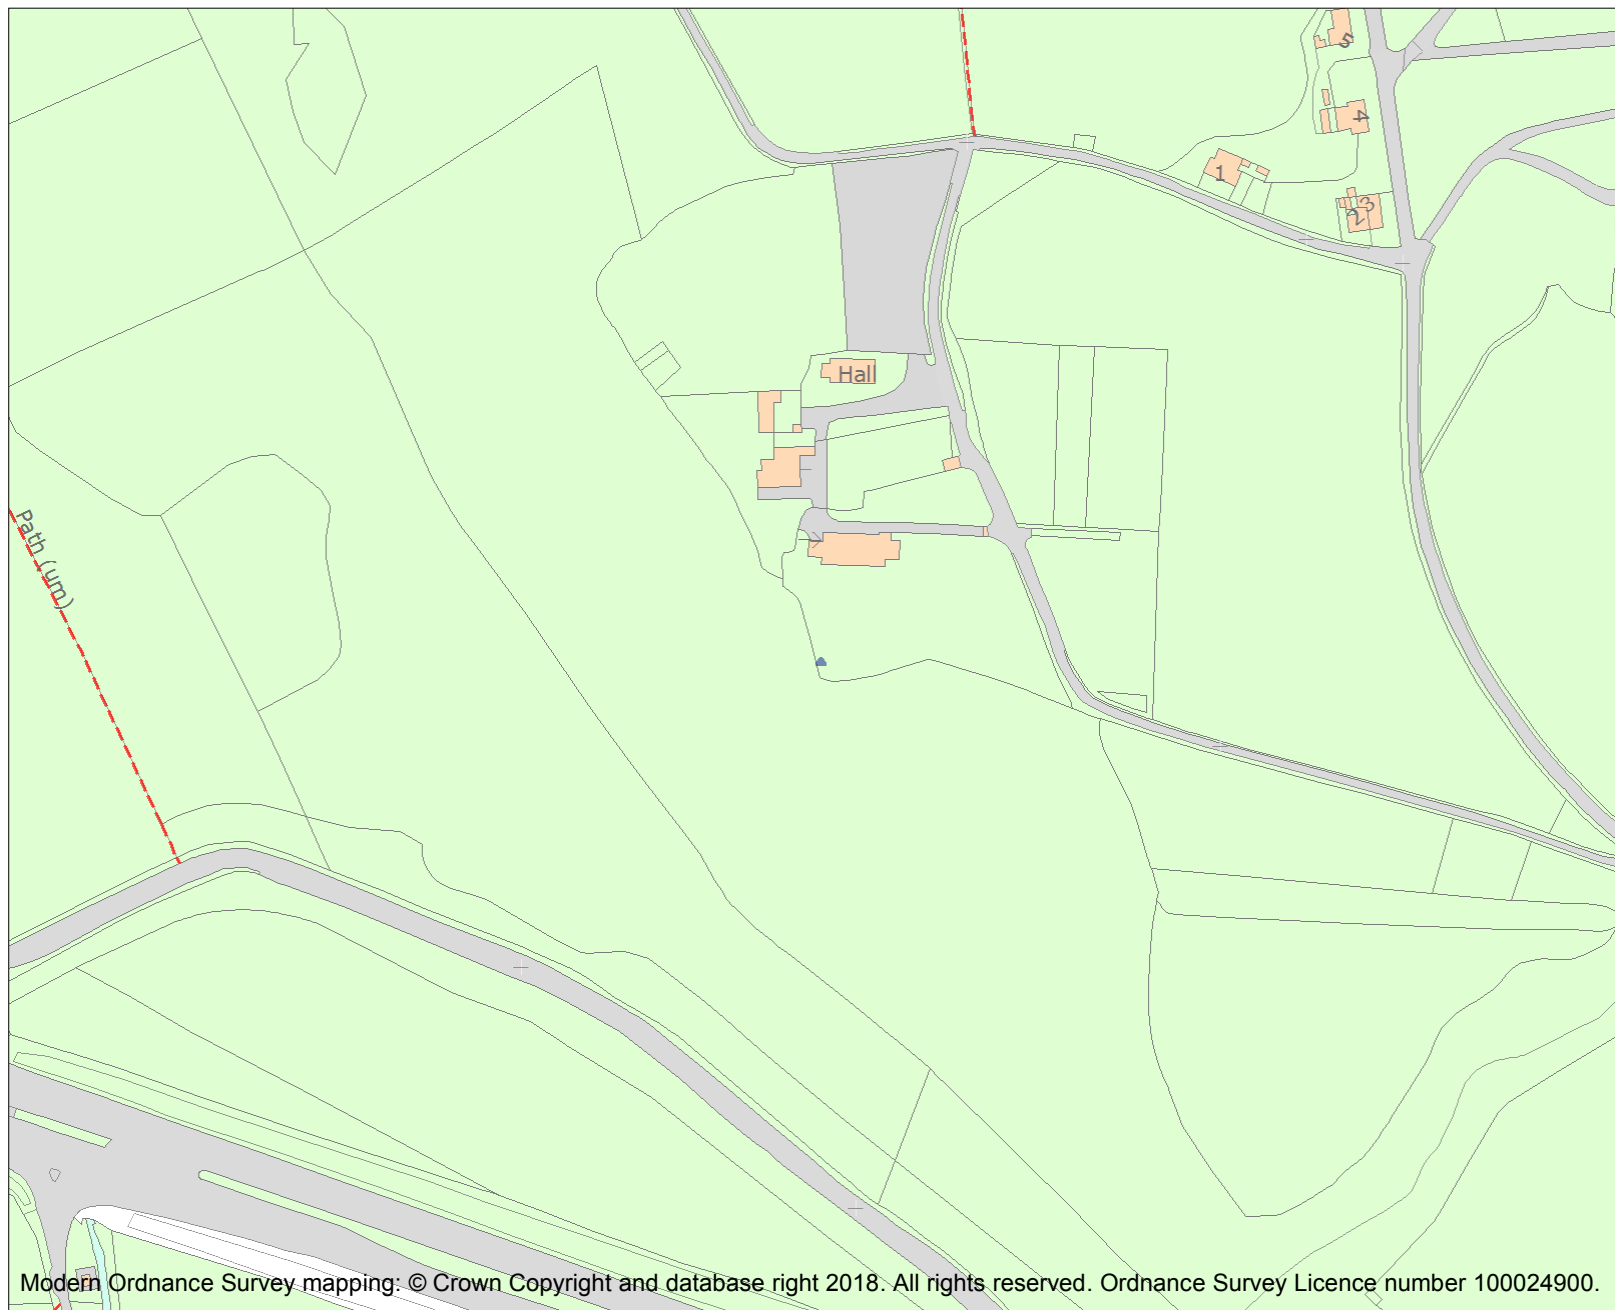 5
4
1
3
2
Hall
Path (um)
Modern Ordnance Survey mapping: © Crown Copyright and database right 2018. All rights reserved. Ordnance Survey Licence number 100024900.